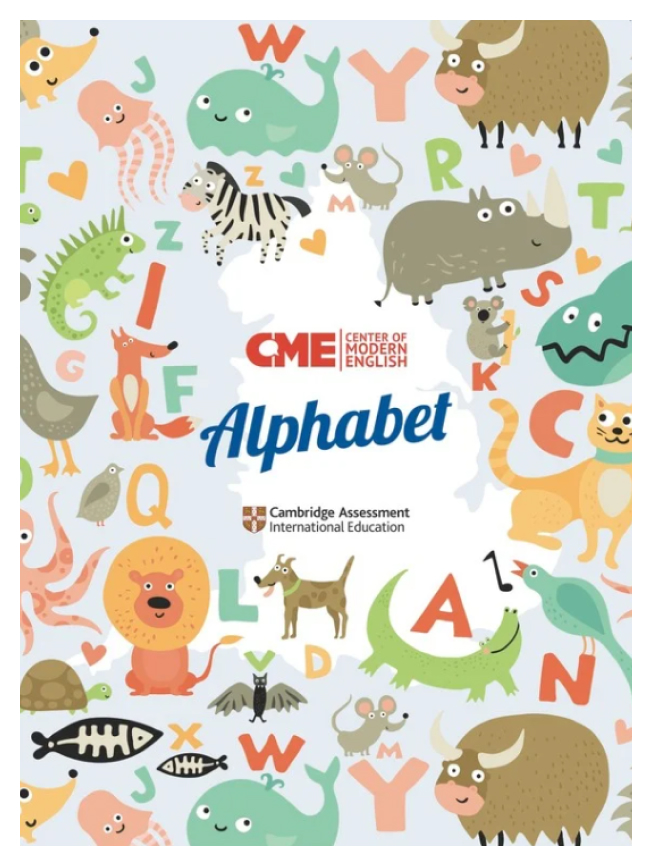 W
J
Y
R
T
Z
M
T
Z
I
S
CME
CENTER OF
MODERN
ENGLISH
G
F
K
Alphabet
C
Q
Cambridge Assessment
International Education
L
A
V
D
N
X
W
M
J
Y